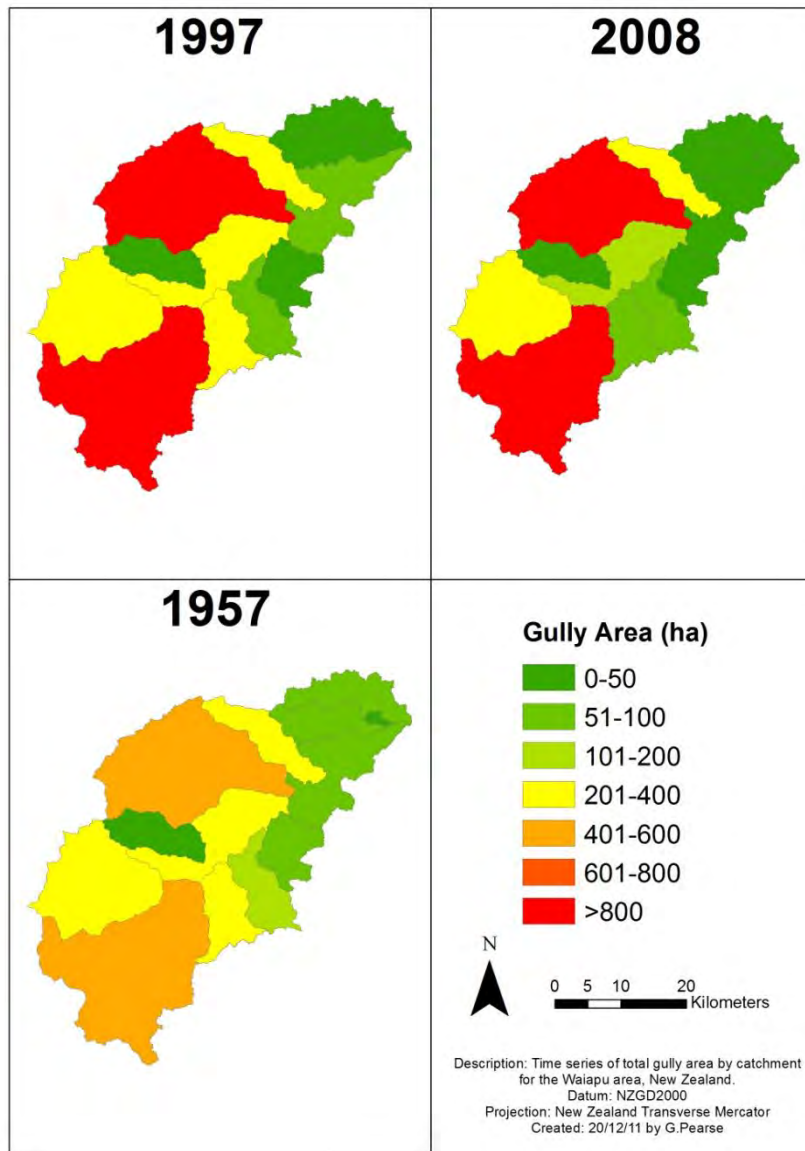 1997
2008
1957
Gully Area (ha)
0-50
51-100
101-200
201-400
401-600
601-800
>800
N
0 5 10 20
Kilometers
Description: Time series of total gully area by catchment
for the Waiapu area, New Zealand.
Datum: NZGD2000
Projection: New Zealand Transverse Mercator
Created: 20/12/11 by G.Pearse